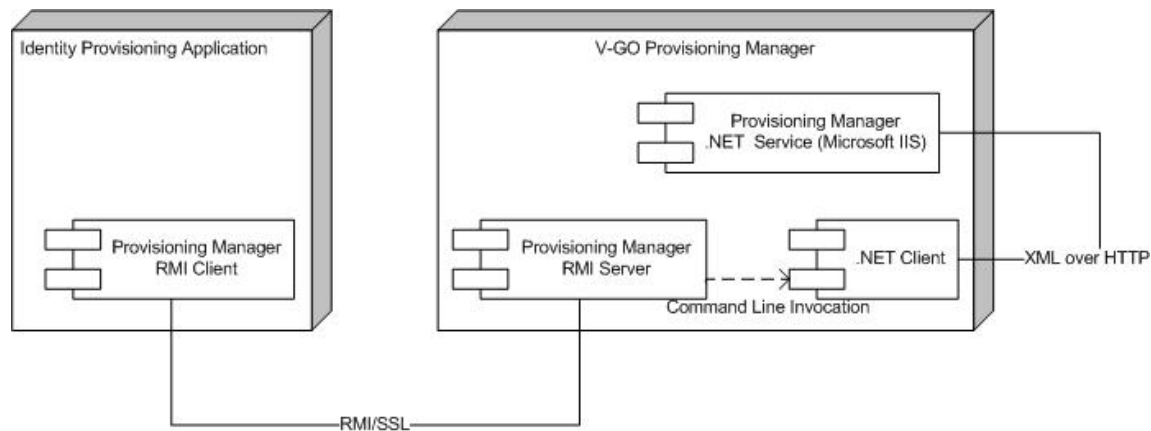 Identity Provisioning Application
V-GO Provisioning Manager
Provisioning Manager
.NET Service (Microsoft IIS)
Provisioning Manager
RMI Client
Provisioning Manager
RMI Server
.NET Client
XML over HTTP
Command Line Invocation
RMI/SSL